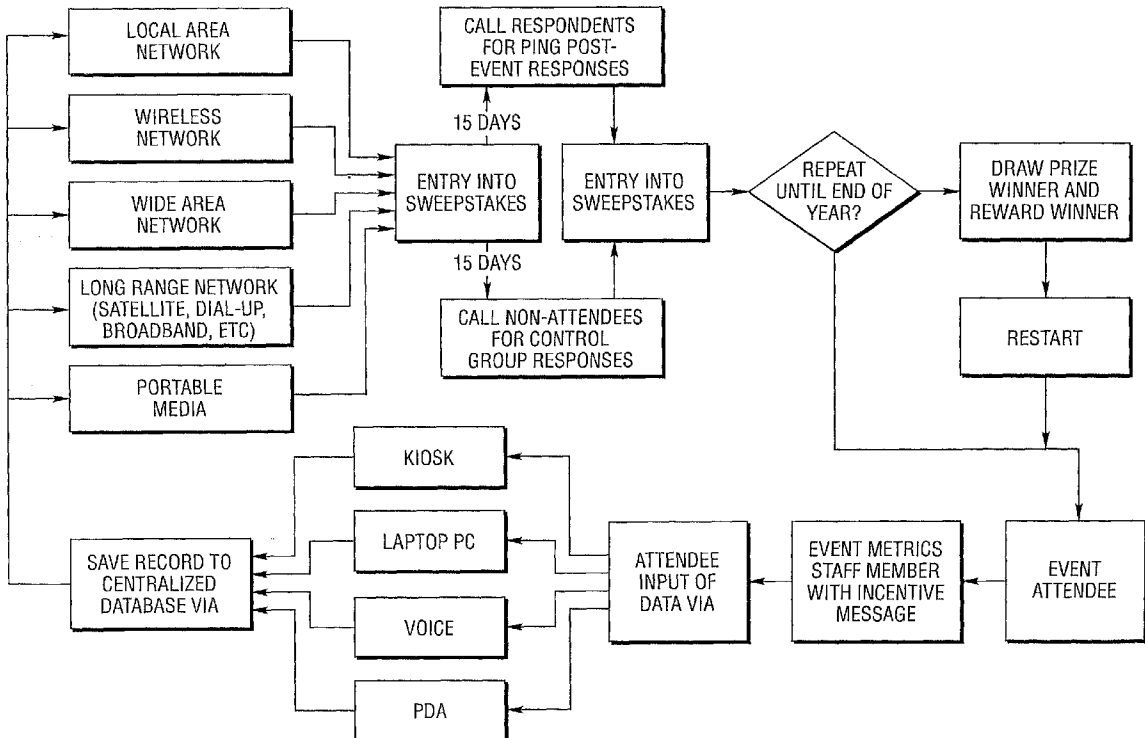 LOCAL AREA
NETWORK
WIRELESS
NETWORK
WIDE AREA
NETWORK
LONG RANGE NETWORK
(SATELLITE, DIAL-UP,
BROADBAND, ETC)
PORTABLE
MEDIA
CALL RESPONDENTS
FOR PING POST-
EVENT RESPONSES
15 DAYS
ENTRY INTO
SWEEPSTAKES
15 DAYS
CALL NON-ATTENDEES
FOR CONTROL
GROUP RESPONSES
ENTRY INTO
SWEEPSTAKES
REPEAT
UNTIL END OF
YEAR?
DRAW PRIZE
WINNER AND
REWARD WINNER
RESTART
EVENT
ATTENDEE
EVENT METRICS
STAFF MEMBER
WITH INCENTIVE
MESSAGE
ATTENDEE
INPUT OF
DATA VIA
KIOSK
LAPTOP PC
VOICE
PDA
SAVE RECORD TO
CENTRALIZED
DATABASE VIA